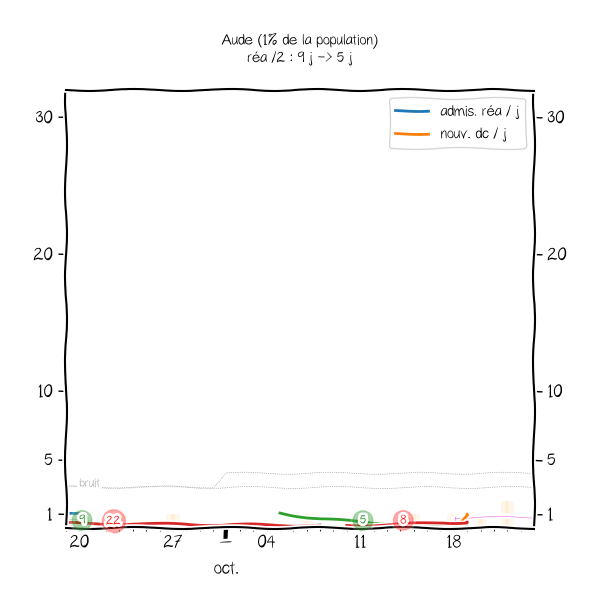 Aude (1% de la population)
réa /2 : 9 j -> 5 j
admis. réa / j
nouv. dc / j
30 30
20 20
10 10
5 5
bruit
1 1
9 22 5 8
20 27 1 04 11 18
oct.